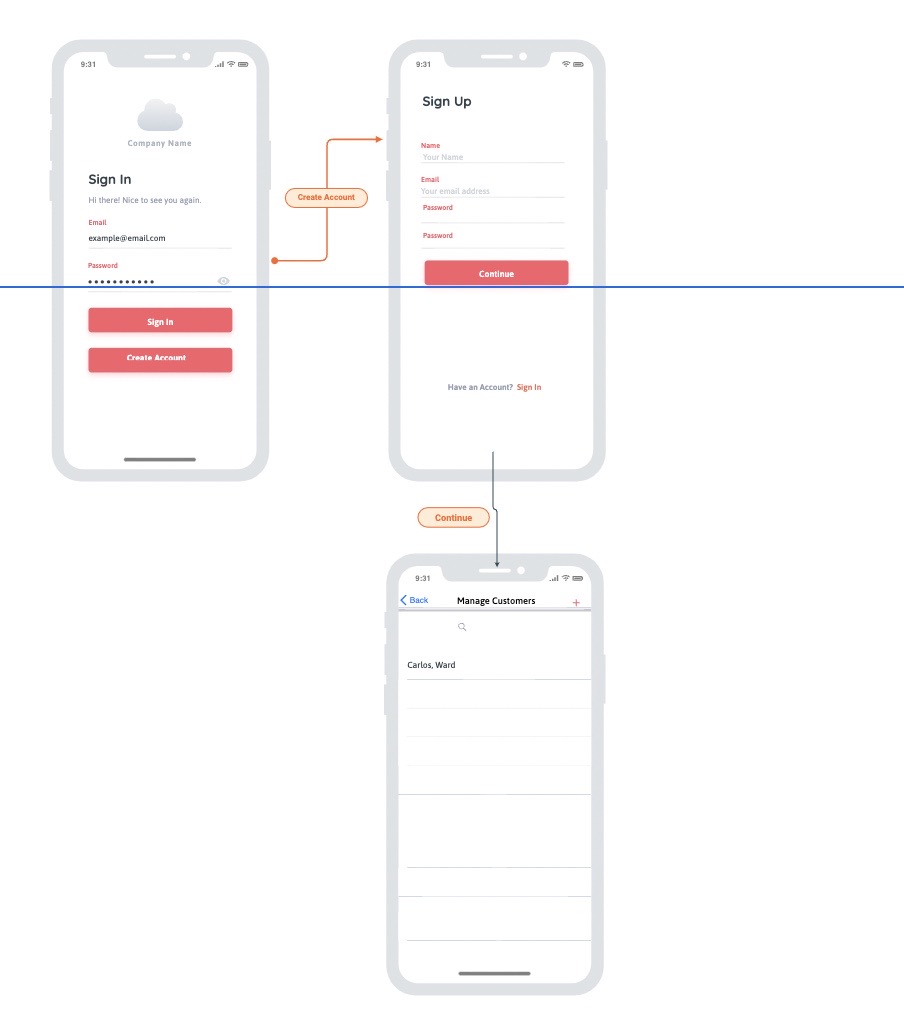 9:31
Company Name
Sign In
Hi there! Nice to see you again.
Email
example@email.com
Password
Sign In
Create Account
Create Account
9:31
Sign Up
Name
Your Name
Email
Your email address
Password
Password
Continue
Have an Account? Sign In
Continue
9:31
Back Manage Customers +
Carlos, Ward